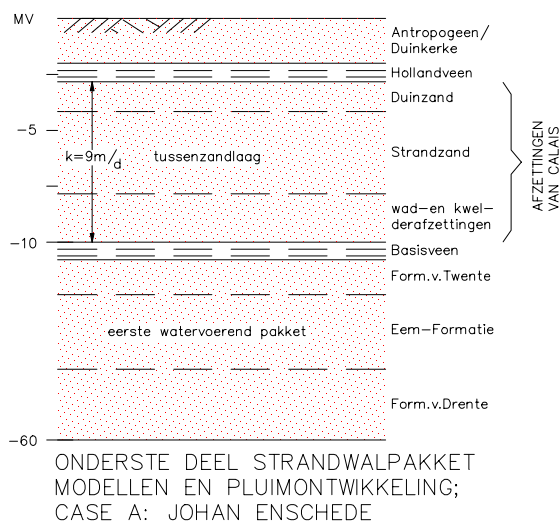 MV
Antropogeen/
Duinkerke
Hollandveen
Duinzand
-5
k=9m/d
tussenzandlaag
Strandzand
AFZETTINGEN
VAN CALAIS
wad-en kwel-
derafzettingen
-10
Basisveen
Form.v.Twente
eerste watervoerend pakket
Eem-Formatie
Form.v.Drente
-60
ONDERSTE DEEL STRANDWALPAKKET
MODELLEN EN PLUIMONTWIKKELING;
CASE A: JOHAN ENSCHEDE